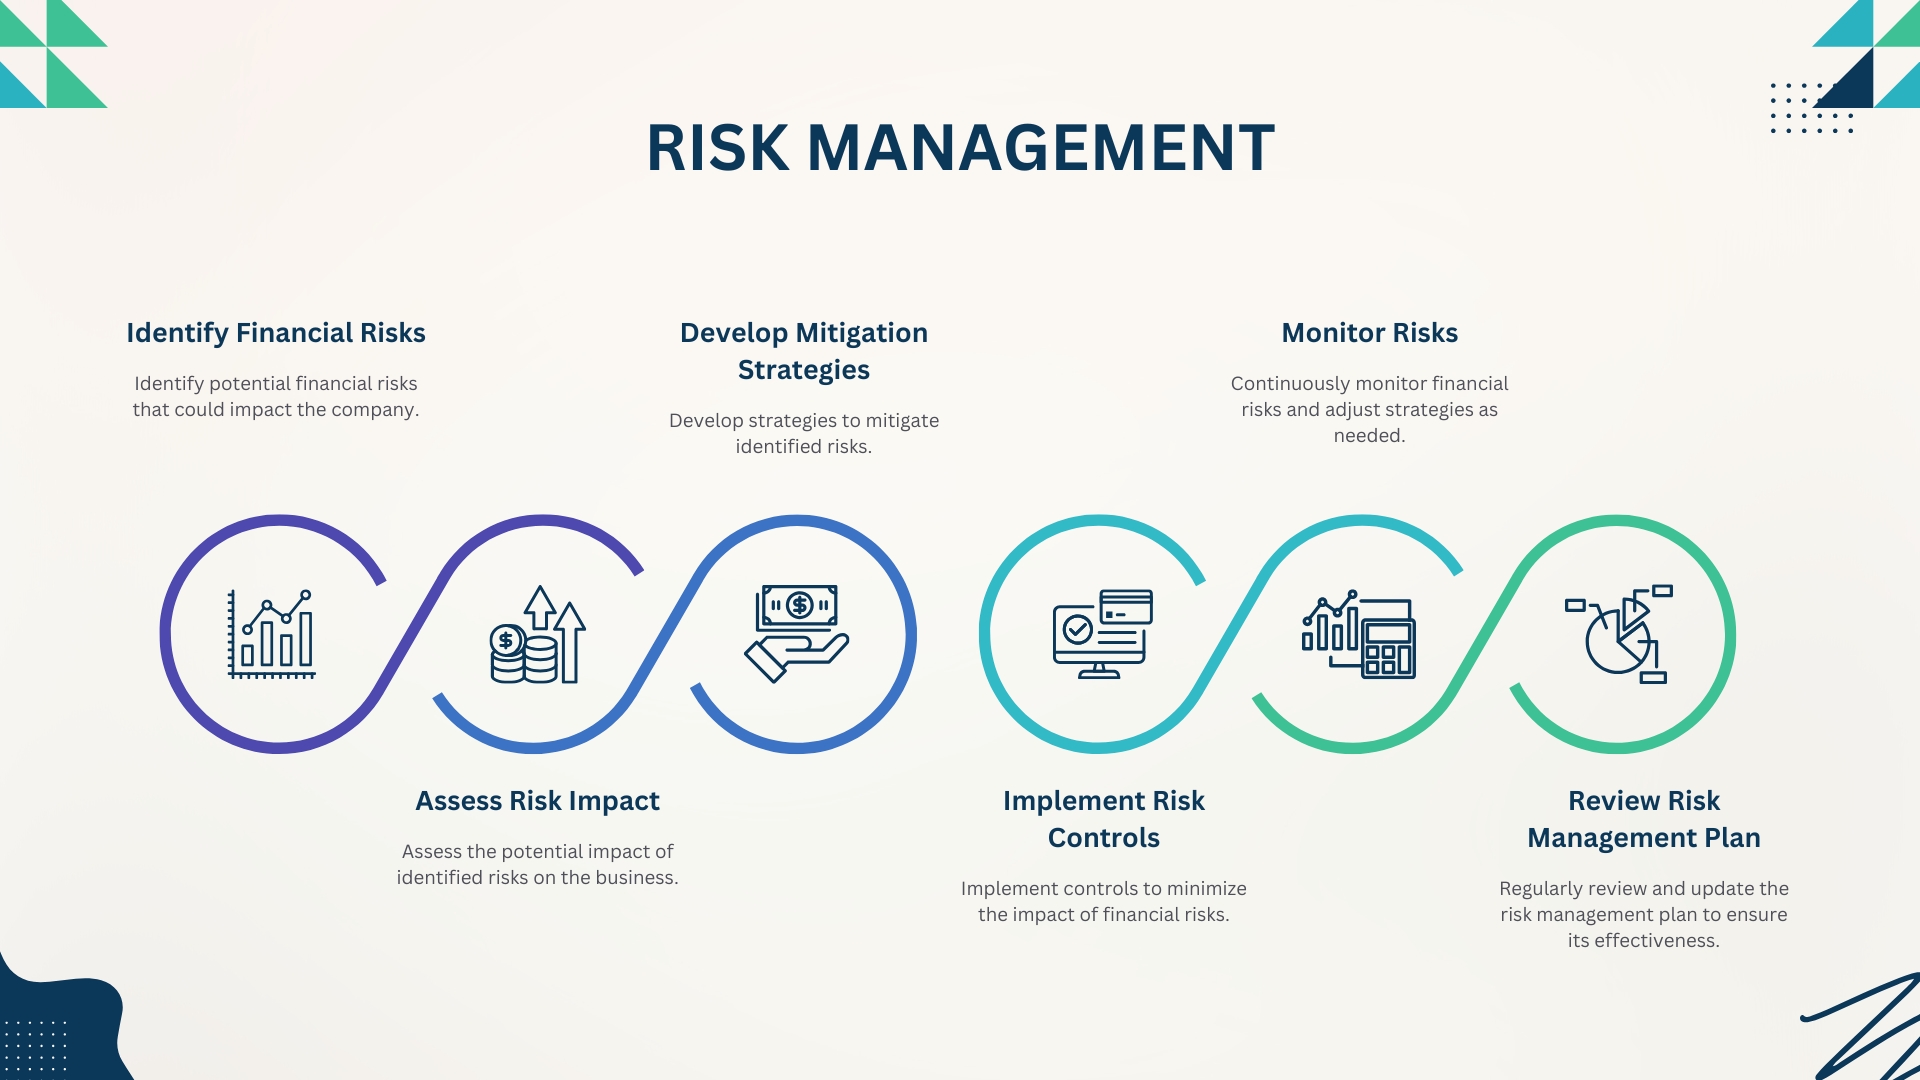 RISK MANAGEMENT
Identify Financial Risks
Identify potential financial risks
that could impact the company.
Assess Risk Impact
Assess the potential impact of
identified risks on the business.
Develop Mitigation
Strategies
Develop strategies to mitigate
identified risks.
Implement Risk
Controls
Implement controls to minimize
the impact of financial risks.
Monitor Risks
Continuously monitor financial
risks and adjust strategies as
needed.
Review Risk
Management Plan
Regularly review and update the
risk management plan to ensure
its effectiveness.